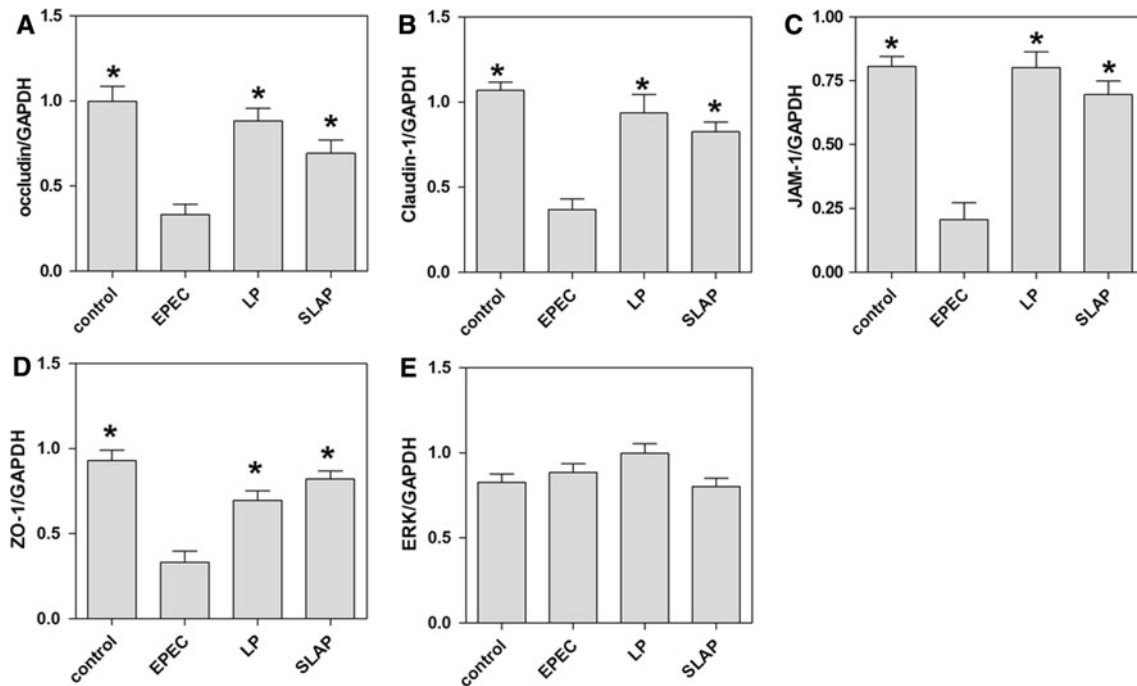 A
occludin/GAPDH
1.5
1.0
0.5
0.0
*
*
*
control
EPEC
LP
SLAP
B
Claudin-1/GAPDH
1.5
1.0
0.5
0.0
*
*
*
control
EPEC
LP
SLAP
C
JAM-1/GAPDH
1.00
0.75
0.50
0.25
0.00
*
*
*
control
EPEC
LP
SLAP
D
ZO-1/GAPDH
1.5
1.0
0.5
0.0
*
*
*
control
EPEC
LP
SLAP
E
ERK/GAPDH
1.5
1.0
0.5
0.0
control
EPEC
LP
SLAP